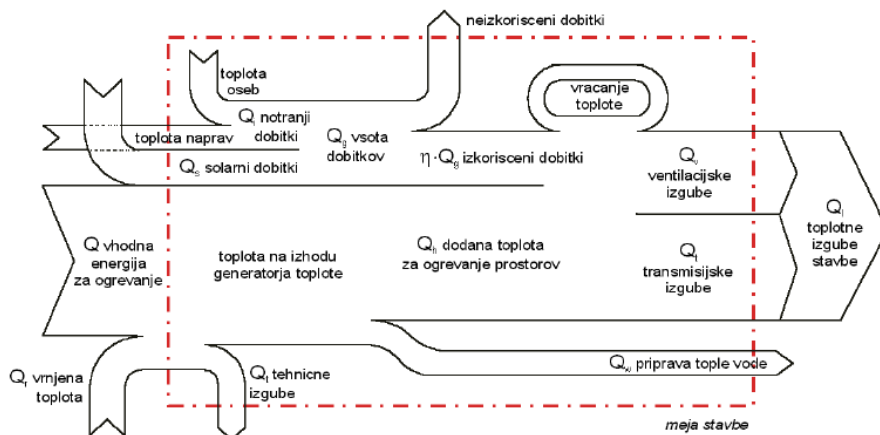 neizkorisceni dobitki
toplota
oseb
vracanje
toplote
Qi notranji
dobitki
toplota naprav
Qg vsota
dobitkov
η·Qg izkorisceni dobitki
Qs solarni dobitki
Qv
ventilacijske
izgube
Ql
toplotne
izgube
stavbe
Q vhodna
energija
za ogrevanje
toplota na izhodu
generatorja toplote
Qh dodana toplota
za ogrevanje prostorov
Qt
transmisijske
izgube
Qr vrnjena
toplota
Qt tehnicne
izgube
Qw priprava tople vode
meja stavbe